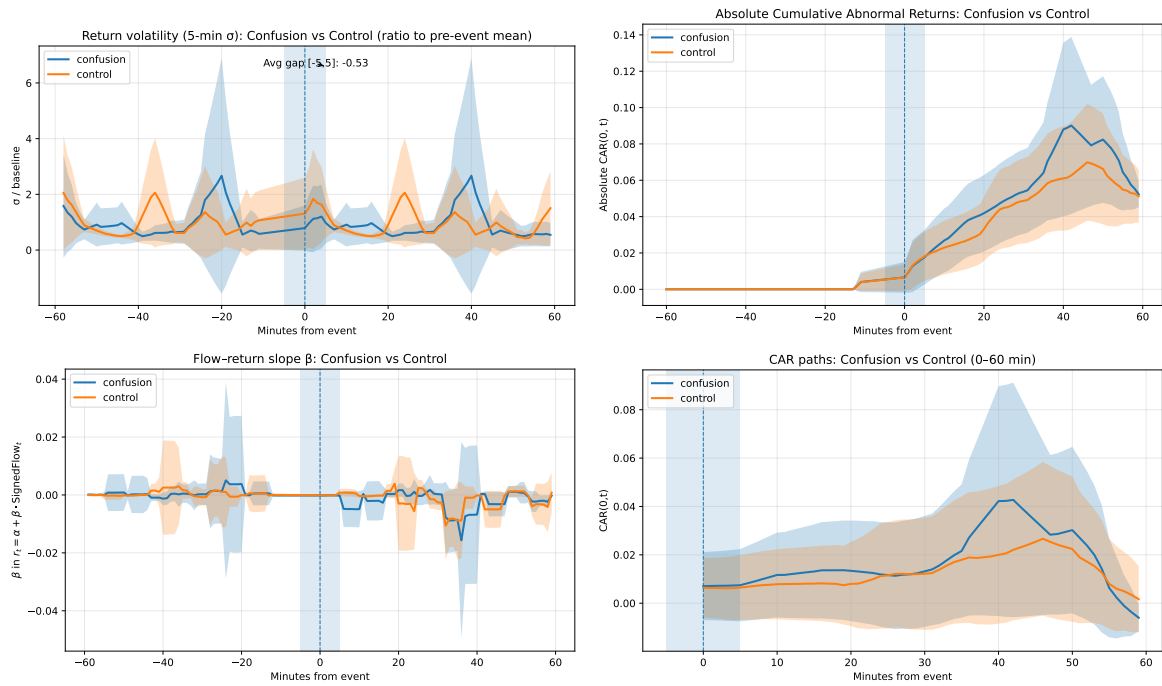 Return volatility (5-min σ): Confusion vs Control (ratio to pre-event mean)
confusion
control
Avg gap [-5,5]: -0.53
σ / baseline
6
4
2
0
−60 −40 −20 0 20 40 60
Minutes from event
Absolute Cumulative Abnormal Returns: Confusion vs Control
confusion
control
Absolute CAR(0, t)
0.14
0.12
0.10
0.08
0.06
0.04
0.02
0.00
−60 −40 −20 0 20 40 60
Minutes from event
Flow–return slope β: Confusion vs Control
confusion
control
β in rₜ = α + β • SignedFlowₜ
0.04
0.02
0.00
−0.02
−0.04
−60 −40 −20 0 20 40 60
Minutes from event
CAR paths: Confusion vs Control (0–60 min)
confusion
control
CAR(0,t)
0.08
0.06
0.04
0.02
0.00
0 10 20 30 40 50 60
Minutes from event